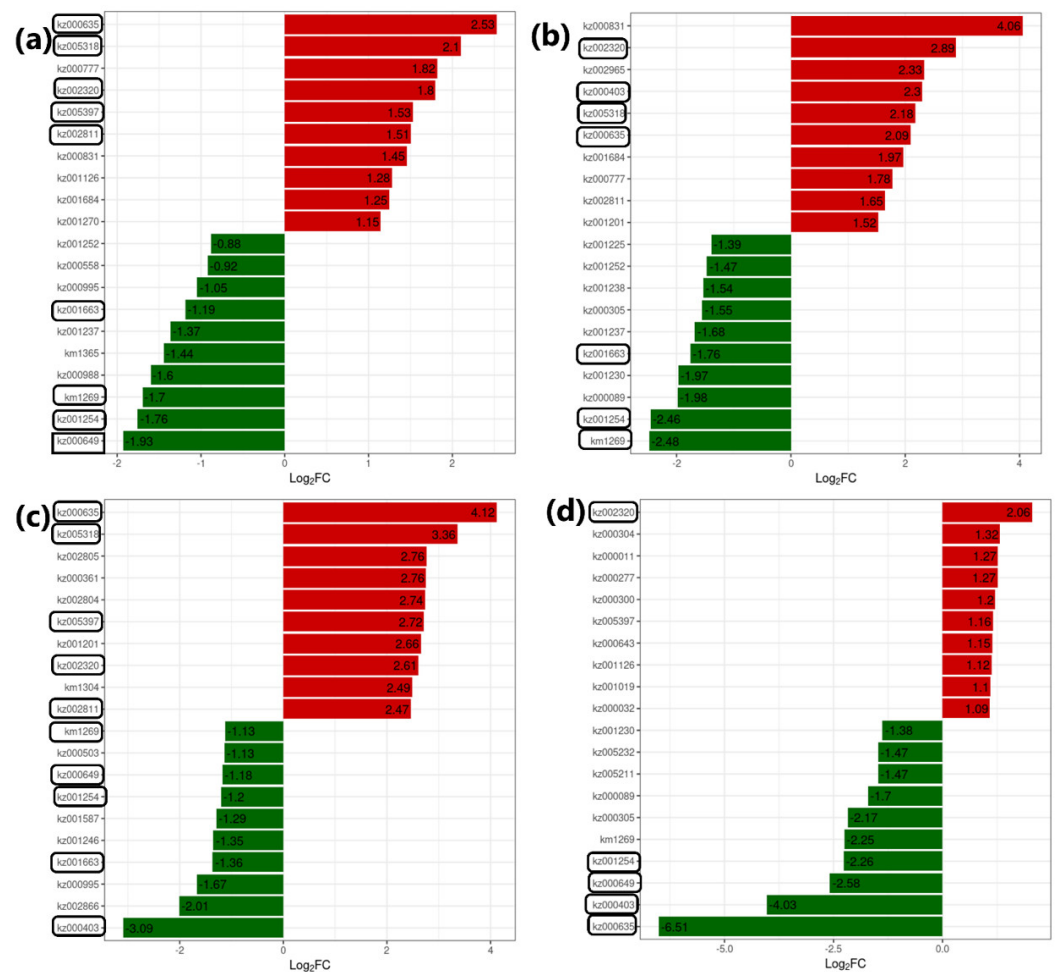 (a)
kz000635 2.53
kz005318 2.1
kz000777 1.82
kz002320 1.8
kz005397 1.53
kz002811 1.51
kz000831 1.45
kz001126 1.28
kz001684 1.25
kz001270 1.15
kz001252 -0.88
kz000558 -0.92
kz000995 -1.05
kz001663 -1.19
kz001237 -1.37
km1365 -1.44
kz000988 -1.6
km1269 -1.7
kz001254 -1.76
kz000649 -1.93
-2 -1 0 1 2
Log2FC
(b)
kz000831 4.06
kz002320 2.89
kz002965 2.33
kz000403 2.3
kz005318 2.18
kz000635 2.09
kz001684 1.97
kz000777 1.78
kz002811 1.65
kz001201 1.52
kz001225 -1.39
kz001252 -1.47
kz001238 -1.54
kz000305 -1.55
kz001237 -1.68
kz001663 -1.76
kz001230 -1.97
kz000089 -1.98
kz001254 -2.46
km1269 -2.48
-2 0 2 4
Log2FC
(c)
kz000635 4.12
kz005318 3.36
kz002805 2.76
kz000361 2.76
kz002804 2.74
kz005397 2.72
kz001201 2.66
kz002320 2.61
km1304 2.49
kz002811 2.47
km1269 -1.13
kz000503 -1.13
kz000649 -1.18
kz001254 -1.2
kz001587 -1.29
kz001246 -1.35
kz001663 -1.36
kz000995 -1.67
kz002866 -2.01
kz000403 -3.09
-2 0 2 4
Log2FC
(d)
kz002320 2.06
kz000304 1.32
kz000011 1.27
kz000277 1.27
kz000300 1.2
kz005397 1.16
kz000643 1.15
kz001126 1.12
kz001019 1.1
kz000032 1.09
kz001230 -1.38
kz005232 -1.47
kz005211 -1.47
kz000089 -1.7
kz000305 -2.17
km1269 -2.25
kz001254 -2.26
kz000649 -2.58
kz000403 -4.03
kz000635 -6.51
-5.0 -2.5 0.0
Log2FC